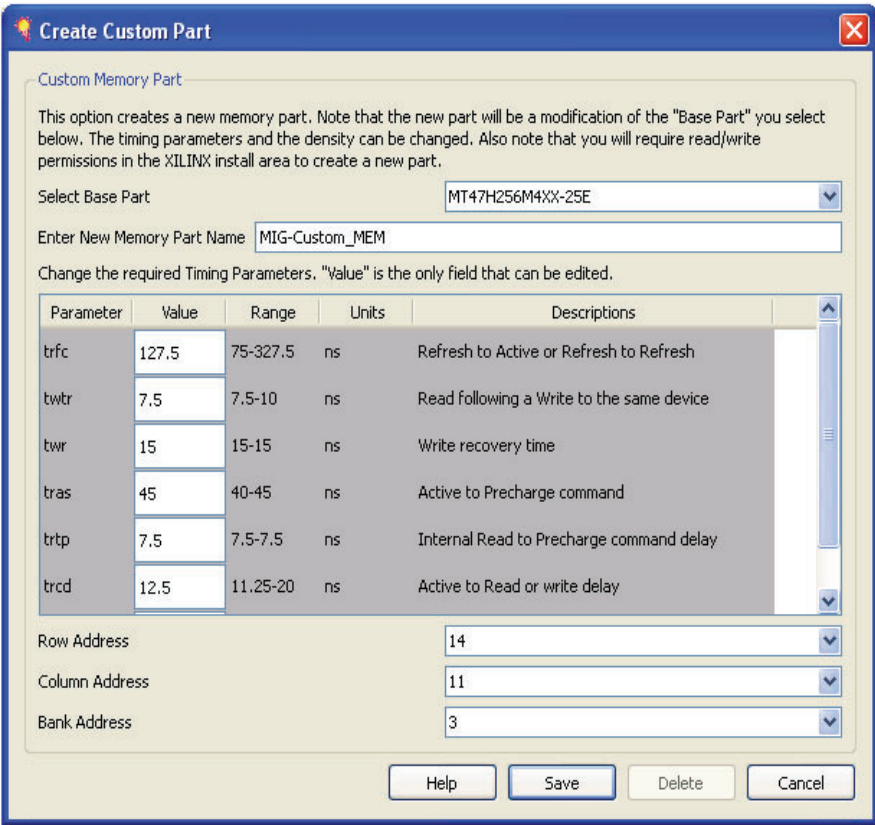 Create Custom Part
Custom Memory Part
This option creates a new memory part. Note that the new part will be a modification of the "Base Part" you select
below. The timing parameters and the density can be changed. Also note that you will require read/write
permissions in the XILINX install area to create a new part.
Select Base Part MT47H256M4XX-25E
Enter New Memory Part Name MIG-Custom_MEM
Change the required Timing Parameters. "Value" is the only field that can be edited.
Parameter Value Range Units Descriptions
trfc 127.5 75-327.5 ns Refresh to Active or Refresh to Refresh
twtr 7.5 7.5-10 ns Read following a Write to the same device
twr 15 15-15 ns Write recovery time
tras 45 40-45 ns Active to Precharge command
trtp 7.5 7.5-7.5 ns Internal Read to Precharge command delay
trcd 12.5 11.25-20 ns Active to Read or write delay
Row Address 14
Column Address 11
Bank Address 3
Help Save Delete Cancel